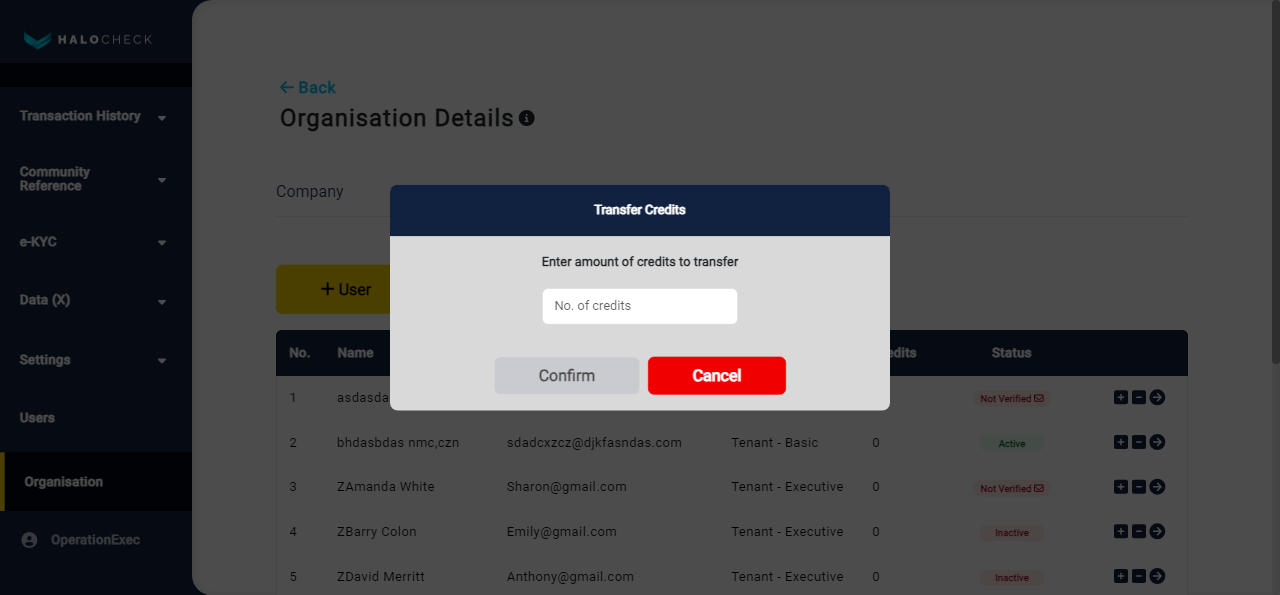 HALOCHECK
Transaction History
Community
Reference
e-KYC
Data (X)
Settings
Users
Organisation
OperationExec
Back
Organisation Details
Company
+ User
Transfer Credits
Enter amount of credits to transfer
No. of credits
Confirm Cancel
No. Name edits Status
1 asdasda Not Verified
2 bhdasbdas nmc,czn sdadcxzcz@djkfasndas.com Tenant - Basic 0 Active
3 ZAmanda White Sharon@gmail.com Tenant - Executive 0 Not Verified
4 ZBarry Colon Emily@gmail.com Tenant - Executive 0 Inactive
5 ZDavid Merritt Anthony@gmail.com Tenant - Executive 0 Inactive